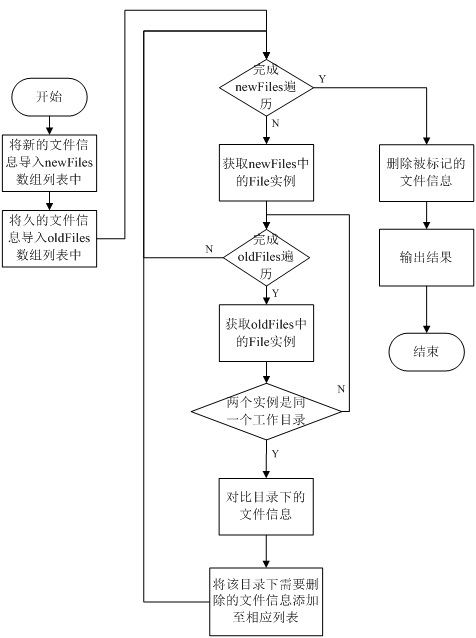 开始
将新的文件信
息导入newFiles
数组列表中
将久的文件信
息导入oldFiles
数组列表中
完成
newFiles遍
历
Y
N
获取newFiles中
的File实例
完成
oldFiles遍
历
N
Y
获取oldFiles中
的File实例
两个实例是同
一个工作目录
N
Y
对比目录下的
文件信息
将该目录下需要删
除的文件信息添加
至相应列表
删除被标记的
文件信息
输出结果
结束